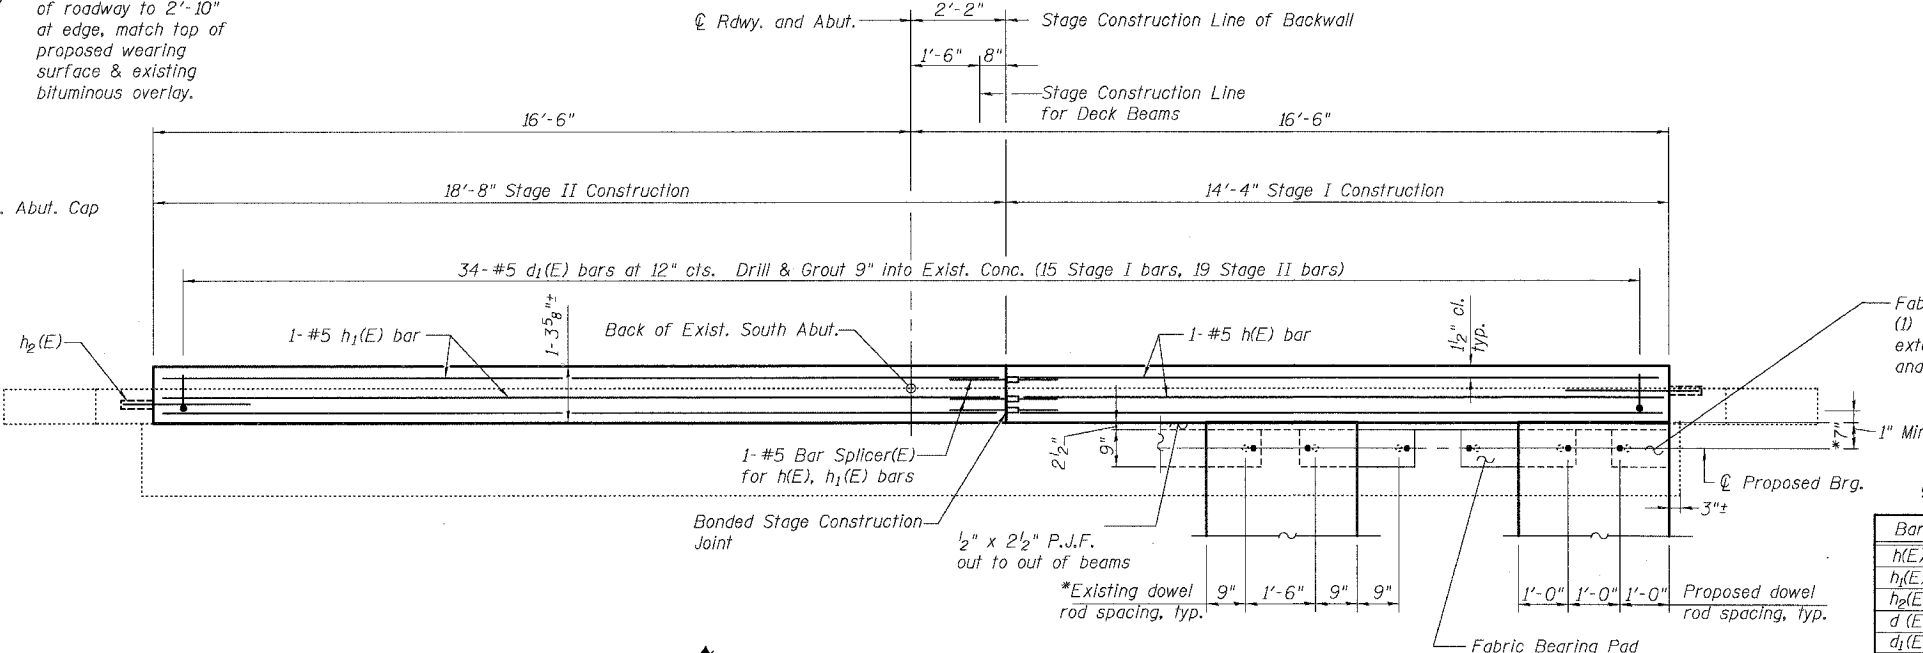 of roadway to 2'-10"
at edge, match top of
proposed wearing
surface & existing
bituminous overlay.
℄ Rdwy. and Abut.
2'-2"
Stage Construction Line of Backwall
1'-6"
8"
Stage Construction Line
for Deck Beams
16'-6"
16'-6"
. Abut. Cap
18'-8" Stage II Construction
14'-4" Stage I Construction
34-#5 d₁(E) bars at 12" cts. Drill & Grout 9" into Exist. Conc. (15 Stage I bars, 19 Stage II bars)
h₂(E)
1-#5 h₁(E) bar
1-3⅝"±
Back of Exist. South Abut.
1-#5 h(E) bar
1½" cl.
typ.
Fab
(1)
exte
and
1-#5 Bar Splicer(E)
for h(E), h₁(E) bars
2½"
9"
*7"
1" Min
℄ Proposed Brg.
3"±
Bonded Stage Construction
Joint
½" x 2½" P.J.F.
out to out of beams
*Existing dowel
rod spacing, typ.
9"
1'-6"
9"
9"
1'-0"
1'-0"
1'-0"
Proposed dowel
rod spacing, typ.
Fabric Bearing Pad
Bar
h(E)
h₁(E)
h₂(E
d (E)
d₁(E)